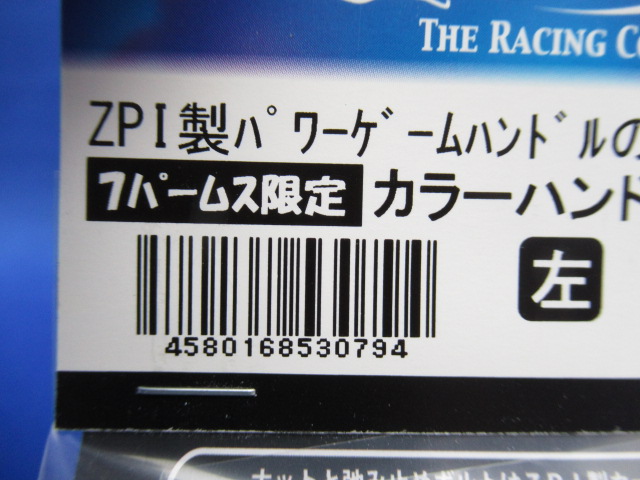 THE RACING C
ZPI製ﾊﾟﾜｰｹﾞｰﾑﾊﾝﾄﾞﾙの
7パームス限定 カラーハンド
左
4580168530794